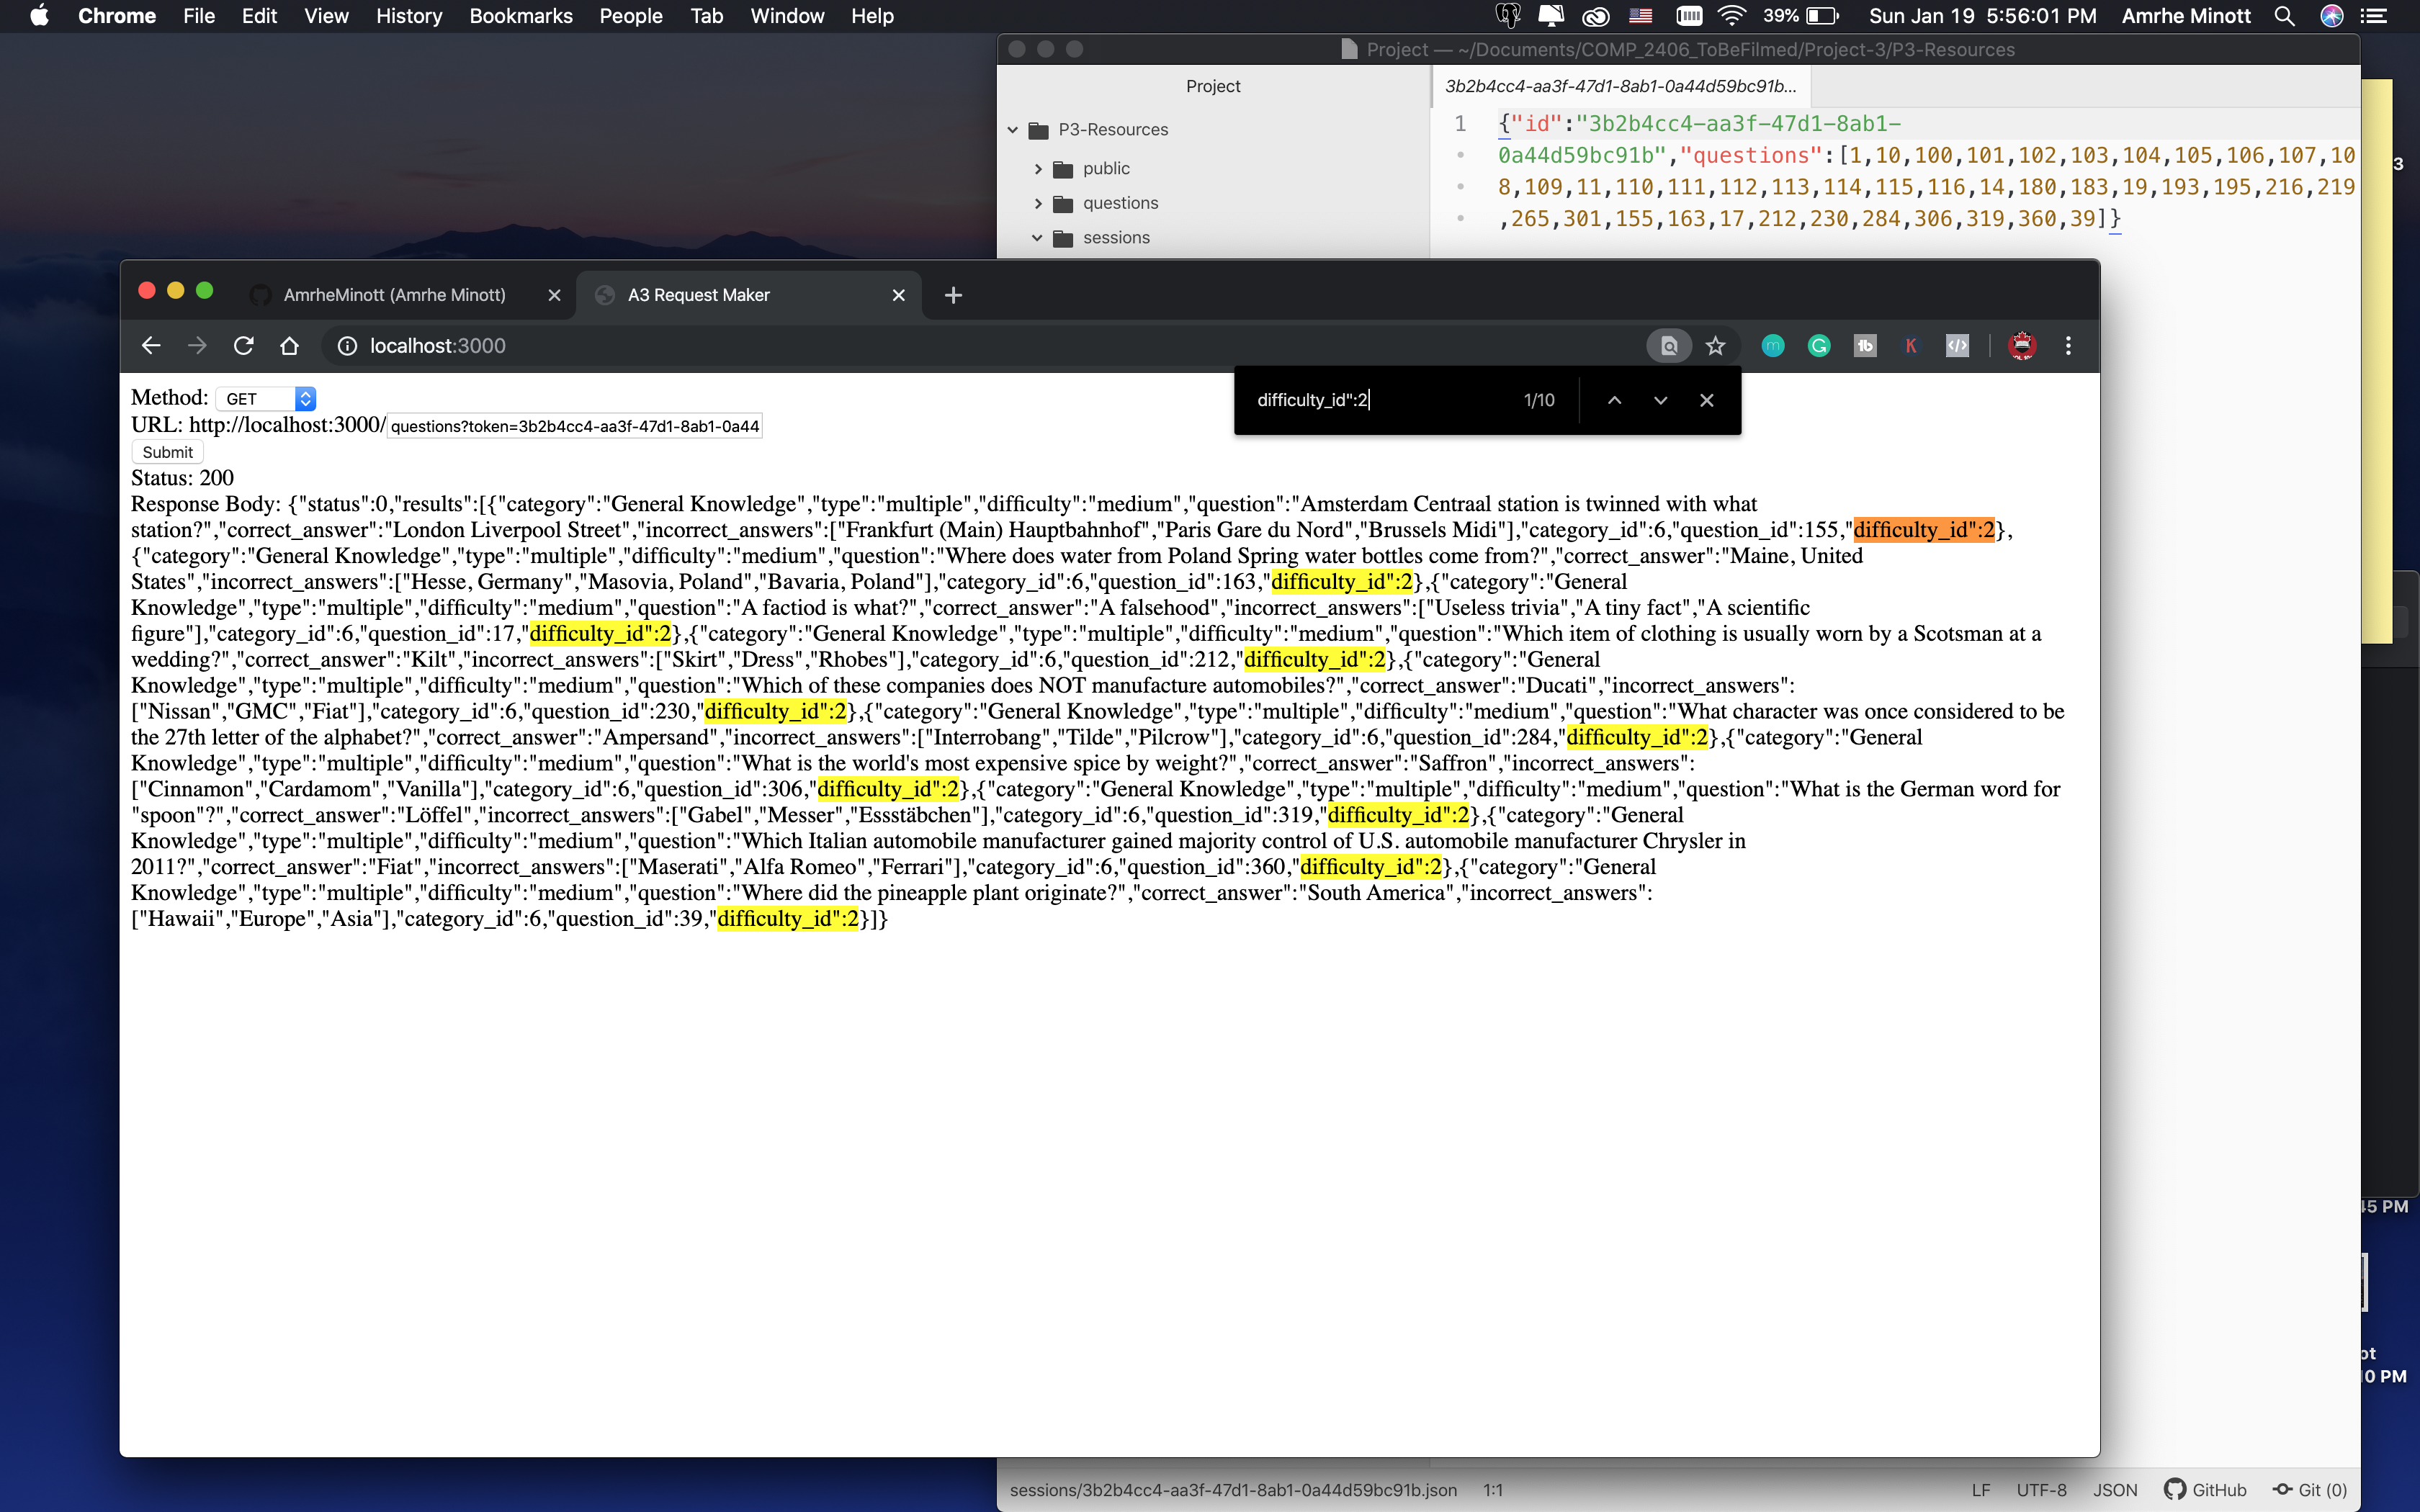 Chrome File Edit View History Bookmarks People Tab Window Help 39% Sun Jan 19 5:56:01 PM Amrhe Minott
Project — ~/Documents/COMP_2406_ToBeFilmed/Project-3/P3-Resources
Project
3b2b4cc4-aa3f-47d1-8ab1-0a44d59bc91b...
P3-Resources
public
questions
sessions
1 {"id":"3b2b4cc4-aa3f-47d1-8ab1-
0a44d59bc91b","questions":[1,10,100,101,102,103,104,105,106,107,10
8,109,11,110,111,112,113,114,115,116,14,180,183,19,193,195,216,219
,265,301,155,163,17,212,230,284,306,319,360,39]}
3
AmrheMinott (Amrhe Minott)
A3 Request Maker
localhost:3000
difficulty_id":2 1/10
Method: GET
URL: http://localhost:3000/ questions?token=3b2b4cc4-aa3f-47d1-8ab1-0a44
Submit
Status: 200
Response Body: {"status":0,"results":[{"category":"General Knowledge","type":"multiple","difficulty":"medium","question":"Amsterdam Centraal station is twinned with what
station?","correct_answer":"London Liverpool Street","incorrect_answers":["Frankfurt (Main) Hauptbahnhof","Paris Gare du Nord","Brussels Midi"],"category_id":6,"question_id":155,"difficulty_id":2},
{"category":"General Knowledge","type":"multiple","difficulty":"medium","question":"Where does water from Poland Spring water bottles come from?","correct_answer":"Maine, United
States","incorrect_answers":["Hesse, Germany","Masovia, Poland","Bavaria, Poland"],"category_id":6,"question_id":163,"difficulty_id":2},{"category":"General
Knowledge","type":"multiple","difficulty":"medium","question":"A factiod is what?","correct_answer":"A falsehood","incorrect_answers":["Useless trivia","A tiny fact","A scientific
figure"],"category_id":6,"question_id":17,"difficulty_id":2},{"category":"General Knowledge","type":"multiple","difficulty":"medium","question":"Which item of clothing is usually worn by a Scotsman at a
wedding?","correct_answer":"Kilt","incorrect_answers":["Skirt","Dress","Rhobes"],"category_id":6,"question_id":212,"difficulty_id":2},{"category":"General
Knowledge","type":"multiple","difficulty":"medium","question":"Which of these companies does NOT manufacture automobiles?","correct_answer":"Ducati","incorrect_answers":
["Nissan","GMC","Fiat"],"category_id":6,"question_id":230,"difficulty_id":2},{"category":"General Knowledge","type":"multiple","difficulty":"medium","question":"What character was once considered to be
the 27th letter of the alphabet?","correct_answer":"Ampersand","incorrect_answers":["Interrobang","Tilde","Pilcrow"],"category_id":6,"question_id":284,"difficulty_id":2},{"category":"General
Knowledge","type":"multiple","difficulty":"medium","question":"What is the world's most expensive spice by weight?","correct_answer":"Saffron","incorrect_answers":
["Cinnamon","Cardamom","Vanilla"],"category_id":6,"question_id":306,"difficulty_id":2},{"category":"General Knowledge","type":"multiple","difficulty":"medium","question":"What is the German word for
"spoon"?","correct_answer":"Löffel","incorrect_answers":["Gabel","Messer","Essstäbchen"],"category_id":6,"question_id":319,"difficulty_id":2},{"category":"General
Knowledge","type":"multiple","difficulty":"medium","question":"Which Italian automobile manufacturer gained majority control of U.S. automobile manufacturer Chrysler in
2011?","correct_answer":"Fiat","incorrect_answers":["Maserati","Alfa Romeo","Ferrari"],"category_id":6,"question_id":360,"difficulty_id":2},{"category":"General
Knowledge","type":"multiple","difficulty":"medium","question":"Where did the pineapple plant originate?","correct_answer":"South America","incorrect_answers":
["Hawaii","Europe","Asia"],"category_id":6,"question_id":39,"difficulty_id":2}]}
sessions/3b2b4cc4-aa3f-47d1-8ab1-0a44d59bc91b.json 1:1 LF UTF-8 JSON GitHub Git (0)